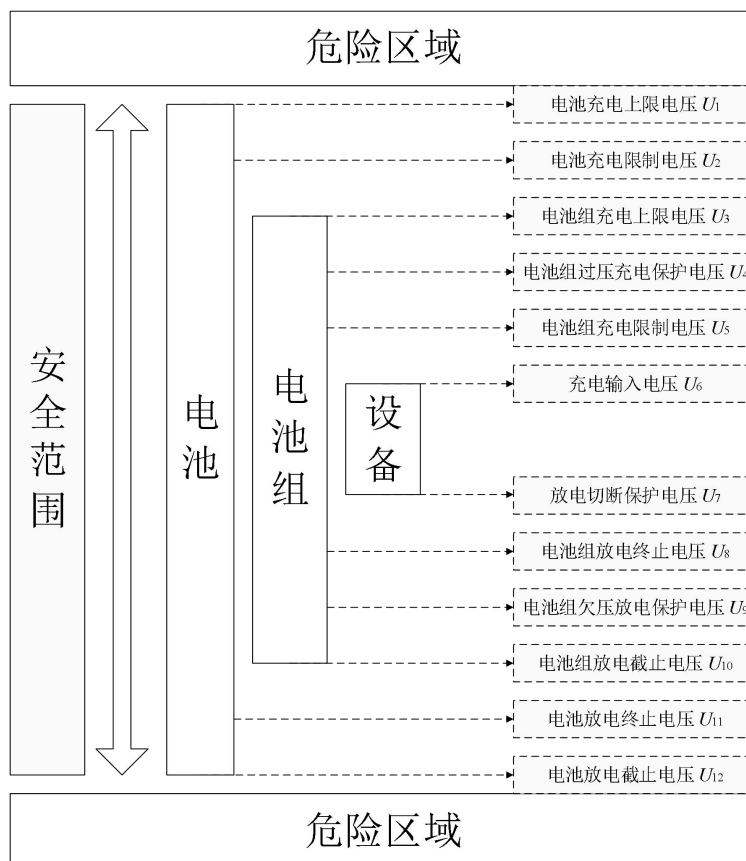 危险区域
电池充电上限电压 U1
电池充电限制电压 U2
电池组充电上限电压 U3
电池组过压充电保护电压 U4
电池组充电限制电压 U5
充电输入电压 U6
安全范围
电池
电池组
设备
放电切断保护电压 U7
电池组放电终止电压 U8
电池组欠压放电保护电压 U9
电池组放电截止电压 U10
电池放电终止电压 U11
电池放电截止电压 U12
危险区域